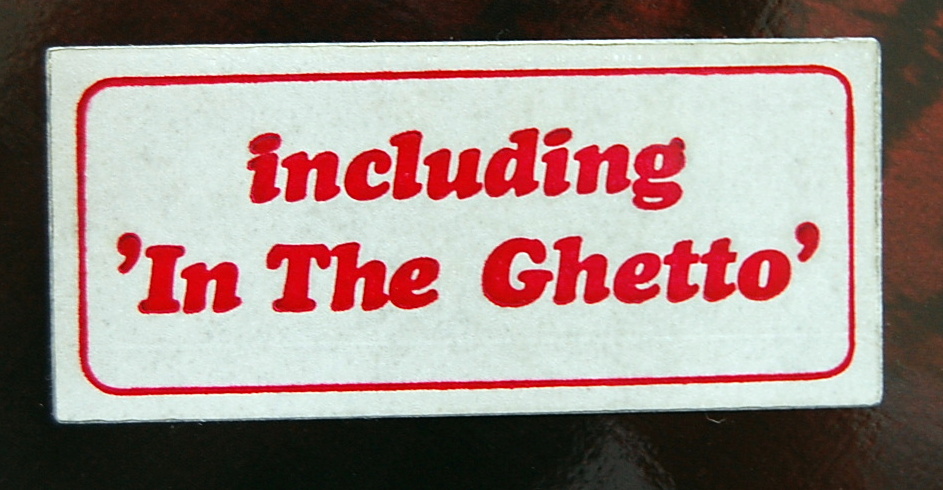 including
’In The Ghetto’